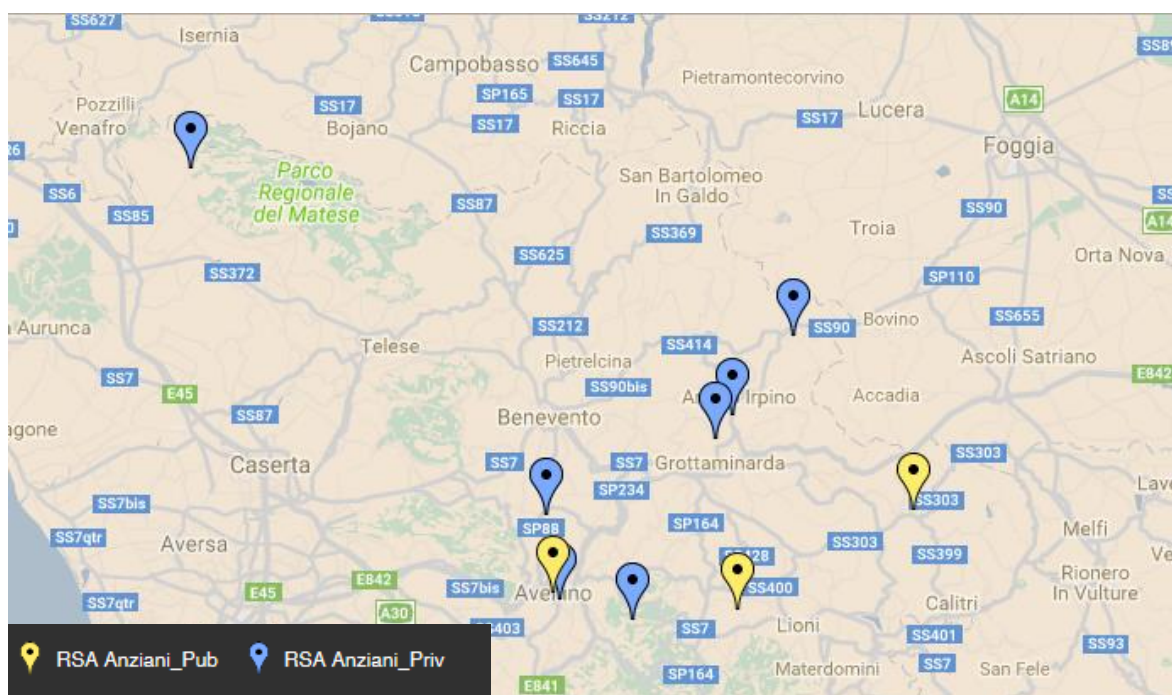 SS627
SS212
Isernia
Campobasso
SS645
Pietramontecorvino
SS89
Pozzilli
SP165
SS17
SS17
A14
Lucera
Venafro
Bojano
SS17
Riccia
SS17
Foggia
SS6
Parco
Regionale
del Matese
San Bartolomeo
In Galdo
SS85
SS87
SS90
A14
SS369
Troia
SS625
Orta Nova
SS372
SP110
SS212
SS90
Bovino
SS655
a Aurunca
Telese
SS414
Pietrelcina
Ascoli Satriano
SS7
E45
SS90bis
Irpino
Accadia
E842
SS87
Benevento
agone
Caserta
SS7
SS7
Grottaminarda
SS303
SP234
Lave
SS7bis
SS303
SP88
SP164
Melfi
SS7qtr
Aversa
SS303
SS399
Ve
E842
SS7bis
SS400
Rionero
In Vulture
E45
SS7qtr
A30
Calitri
SS7
Lioni
SS401
SS93
SS7
San Fele
SP164
Materdomini
E841
RSA Anziani_Pub
RSA Anziani_Priv